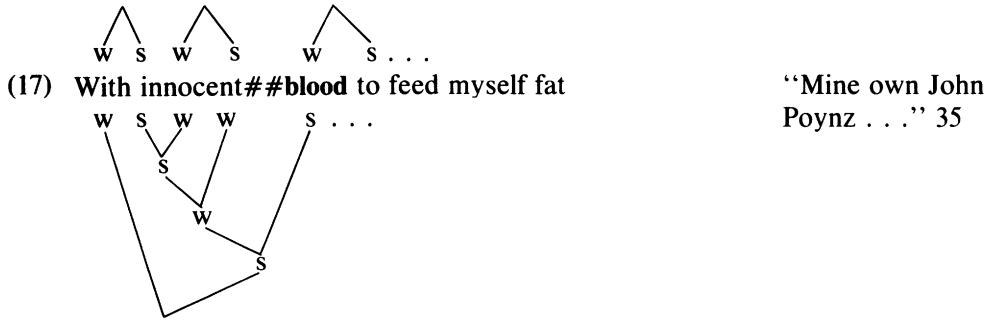 W S W S W S . . .
(17) With innocent##blood to feed myself fat ‘‘Mine own John
W S W W S . . . Poynz . . .’’ 35
S
W
S